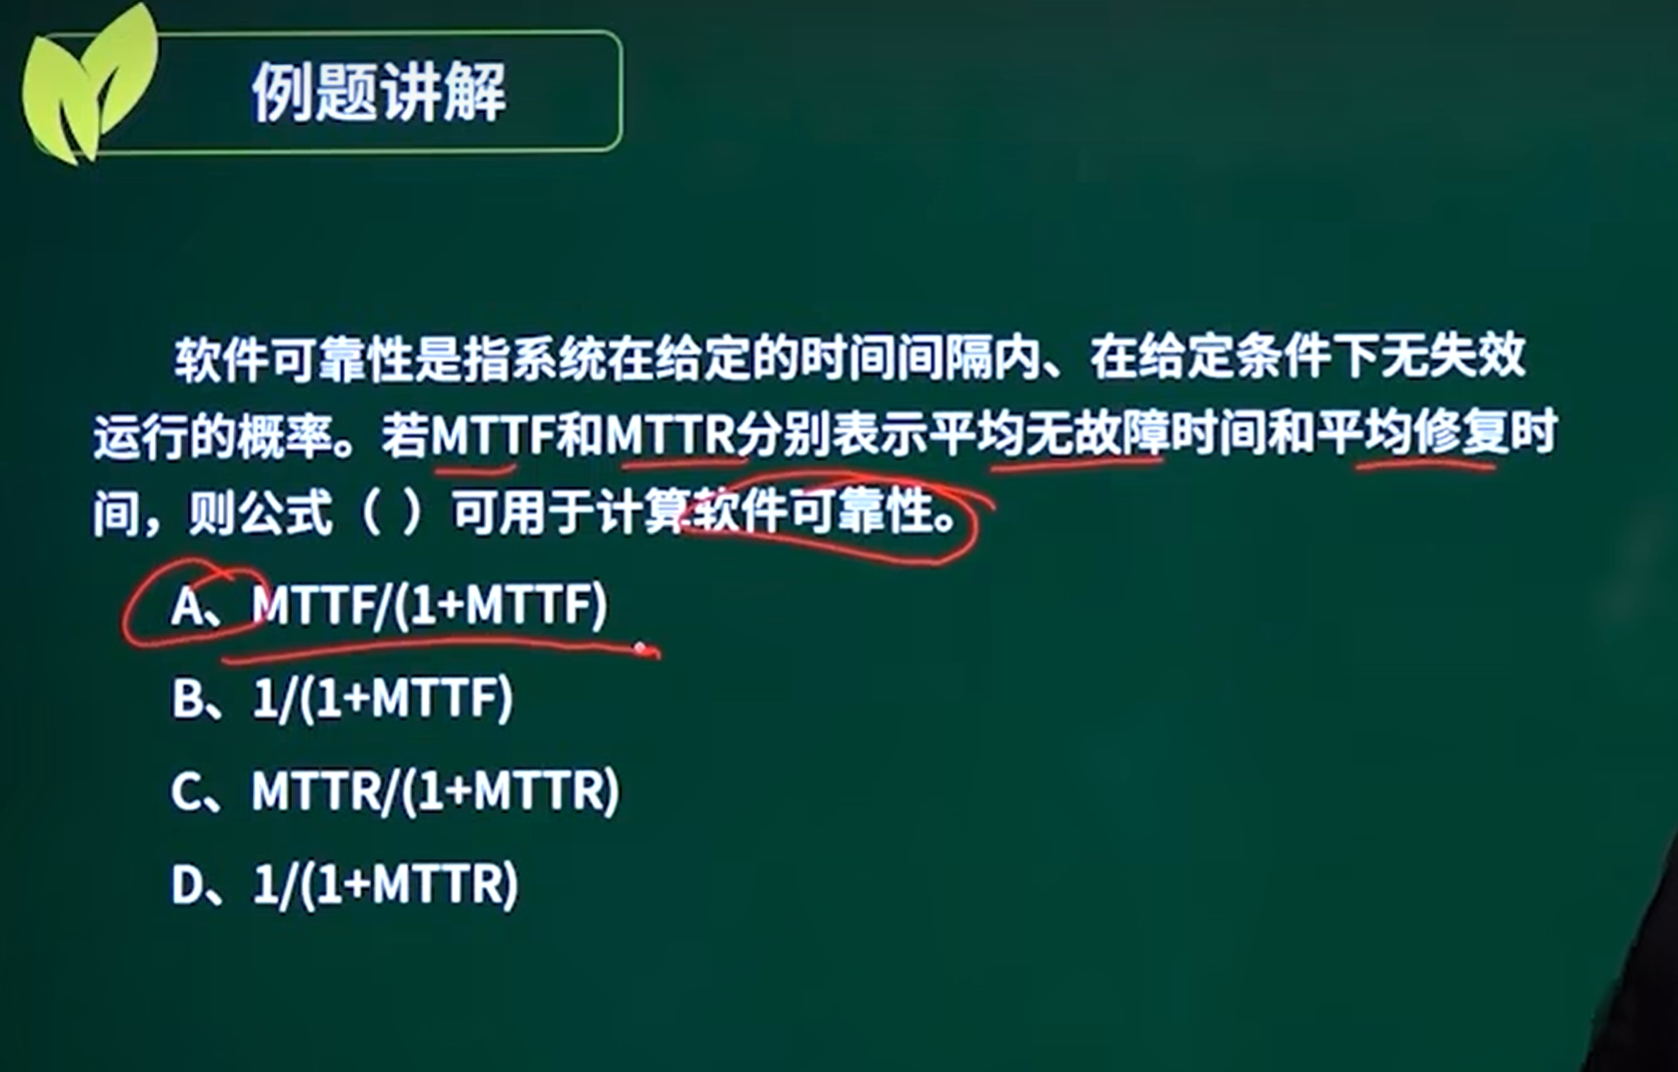 例题讲解
软件可靠性是指系统在给定的时间间隔内、在给定条件下无失效
运行的概率。若MTTF和MTTR分别表示平均无故障时间和平均修复时
间，则公式（ ）可用于计算软件可靠性。
A、MTTF/(1+MTTF)
B、1/(1+MTTF)
C、MTTR/(1+MTTR)
D、1/(1+MTTR)